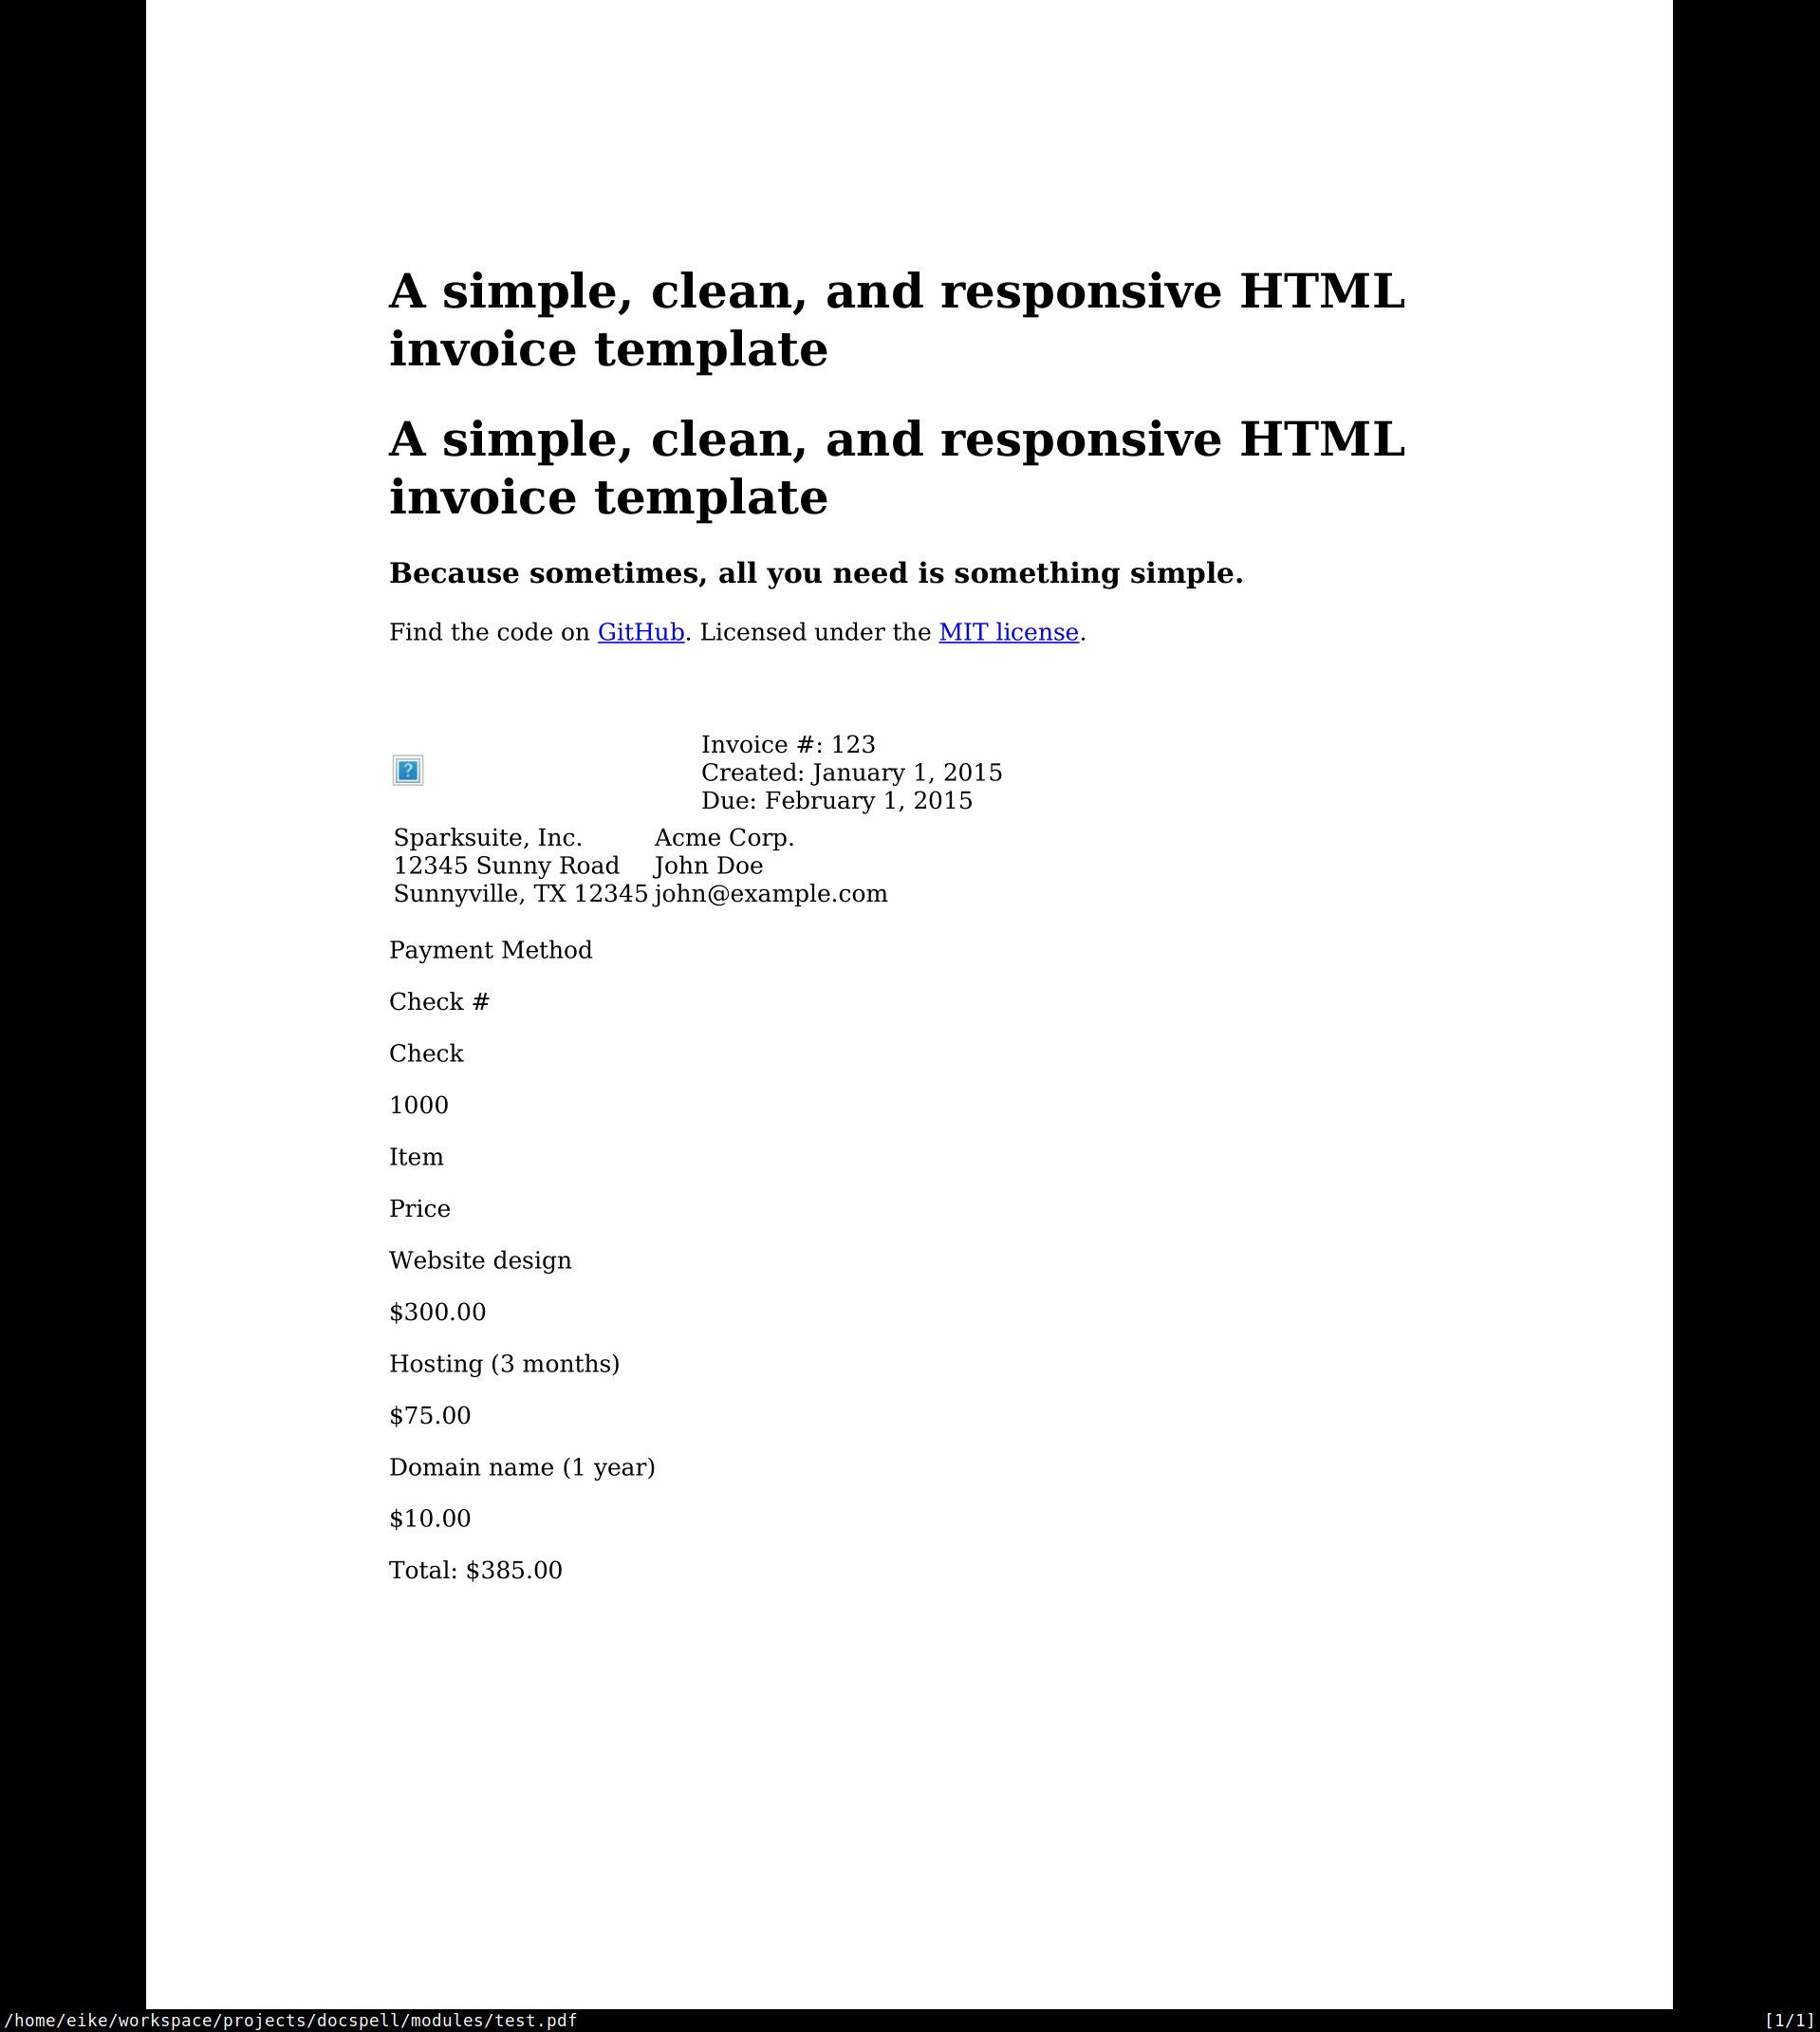 A simple, clean, and responsive HTML
invoice template
A simple, clean, and responsive HTML
invoice template
Because sometimes, all you need is something simple.
Find the code on GitHub. Licensed under the MIT license.
?
Invoice #: 123
Created: January 1, 2015
Due: February 1, 2015
Sparksuite, Inc.
12345 Sunny Road
Sunnyville, TX 12345
Acme Corp.
John Doe
john@example.com
Payment Method
Check #
Check
1000
Item
Price
Website design
$300.00
Hosting (3 months)
$75.00
Domain name (1 year)
$10.00
Total: $385.00
/home/eike/workspace/projects/docspell/modules/test.pdf
[1/1]